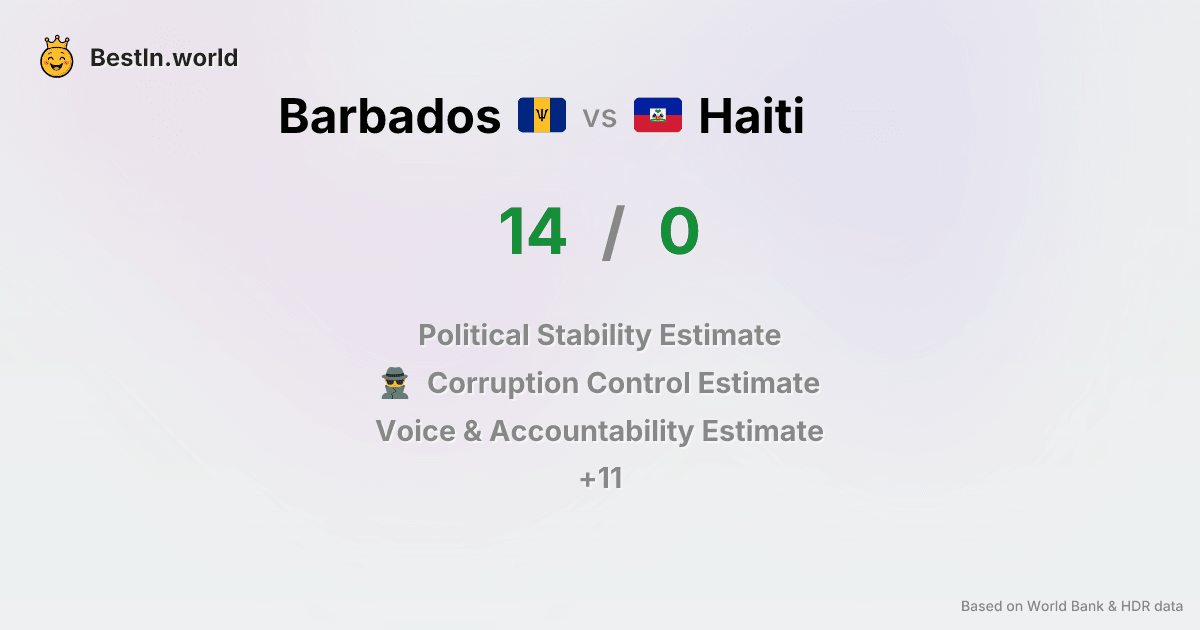 BestIn.world
Barbados vs Haiti
14 / 0
Political Stability Estimate
Corruption Control Estimate
Voice & Accountability Estimate
+11
Based on World Bank & HDR data